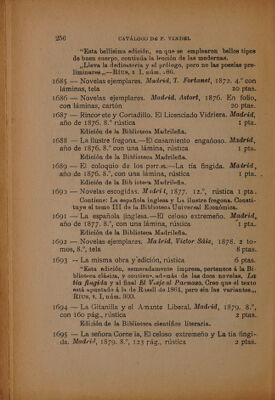 256 CATÁLOGO DE P. VINDEL
"Esta bellísima edición, en que se emplearon bellos tipos
de buen cuerpo, contenta la lección de las modernas.
„Lleva la dedicatoria y el prólogo, pero no las poesías pre-
liminares„.—RIUS, t. I, núm. 286.
1685 — Novelas ejemplares. Madrid, T. Fortanet, 1872. 4.º con
láminas, tela 20 ptas.
1686 — Novelas ejemplares. Madrid, Astort, 1876. En folio,
con láminas, cartón 20 ptas.
1687 — Rinconete y Cortadillo. El Licenciado Vidriera. Madrid,
año de 1876. 8.º rústica 1 pta.
Edición de la Biblioteca Madrileña.
1688 — La ilustre fregona.—El casamiento engañoso. Madrid,
año de 1876. 8.º con una lámina, rústica 1 pta.
Edición de la Biblioteca Madrileña.
1689 — El coloquio de los perros.—La tía fingida. Madrid,
año de 1876. 8.º, con una lámina, rústica 1 pta.
Edición de la Biblioteca Madrileña.
1690 — Novelas escogidas. Madrid, 1877. 12.º, rústica 1 pta.
Contiene: La española inglesa y La ilustre fregona. Consti-
tuye el tomo III de la Biblioteca Universal Económica.
1691 — La española inglesa.—El celoso extremeño. Madrid,
año de 1877. 8.º, con una lámina, rústica 1 pta.
Edición de la Biblioteca Madrileña.
1692 — Novelas ejemplares. Madrid, Víctor Sáiz, 1878. 2 to-
mos, 8.º, tela 8 ptas.
1693 — La misma obra y edición, rústica 6 ptas.
"Esta edición, esmeradamente impresa, pertenece á la Bi-
blioteca clásica, y contiene, además de las doce novelas, La
tía fingida y al final El Viaje al Parnaso. Creo que el texto
está ajustado á la de Rosell de 1864, pero sin las variantes„.
RIUS, t. I, núm. 300.
1694 — La Gitanilla y el Amante Liberal. Madrid, 1879. 8.º,
con 160 pág., rústica 2 ptas.
Edición de la Biblioteca científico literaria.
1695 — La señora Cornelia, El celoso extremeño y La tía fingi-
da. Madrid, 1879. 8.º, 123 pág., rústica 2 ptas.